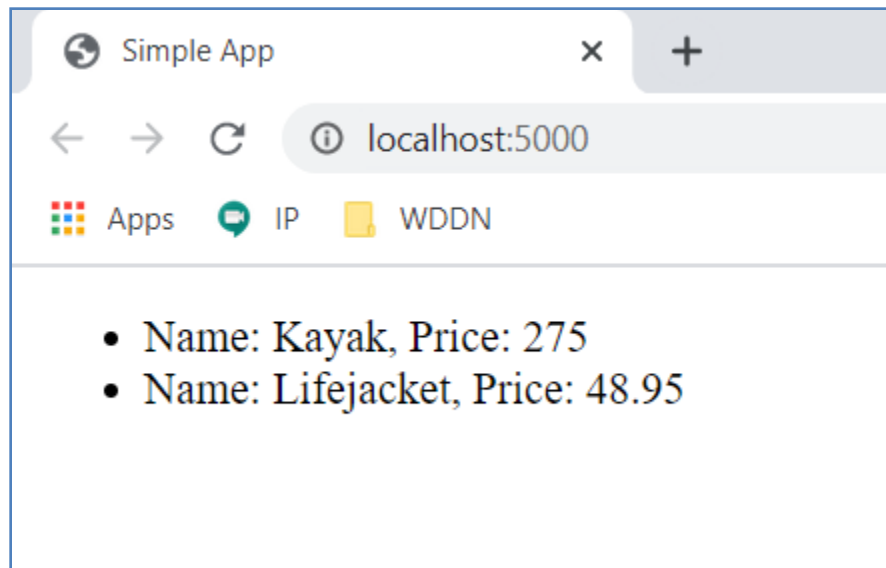 Simple App
localhost:5000
Apps IP WDDN
• Name: Kayak, Price: 275
• Name: Lifejacket, Price: 48.95